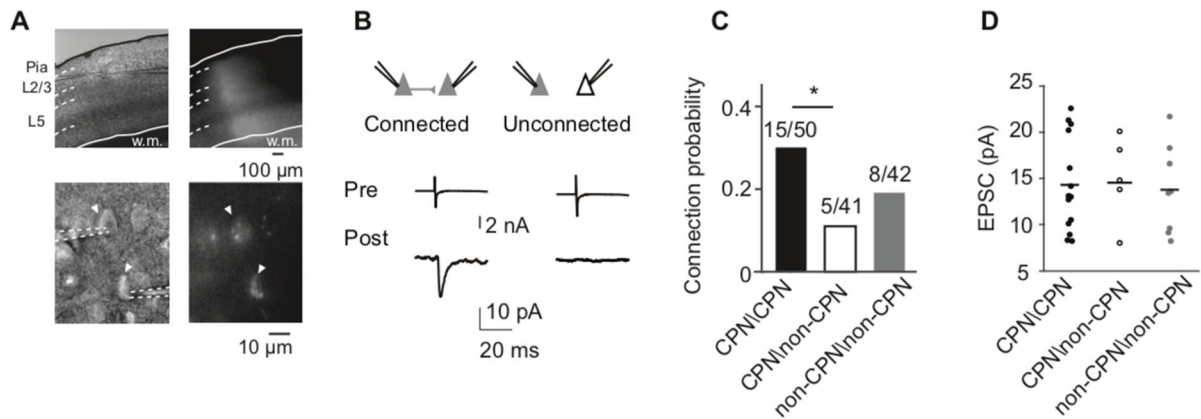 A
Pia
L2/3
L5
w.m.
w.m.
100 μm
10 μm
B
Connected
Unconnected
Pre
2 nA
Post
10 pA
20 ms
C
Connection probability
0.4
0.2
0
*
15/50
5/41
8/42
CPN\CPN
CPN\non-CPN
non-CPN\non-CPN
D
EPSC (pA)
25
20
15
10
5
CPN\CPN
CPN\non-CPN
non-CPN\non-CPN